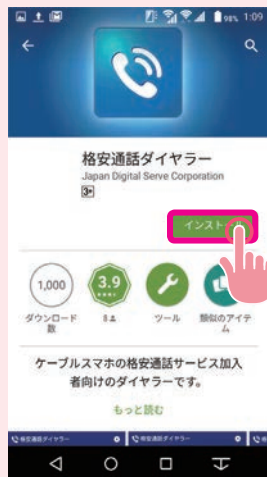 98% 1:09
格安通話ダイヤラー
Japan Digital Serve Corporation
3+
インスト
1,000
3.9
ダウンロード
数
8
ツール
類似のアイテ
ム
ケーブルスマホの格安通話サービス加入
者向けのダイヤラーです。
もっと読む
格安通話ダイヤラー
格安通話ダイヤラー